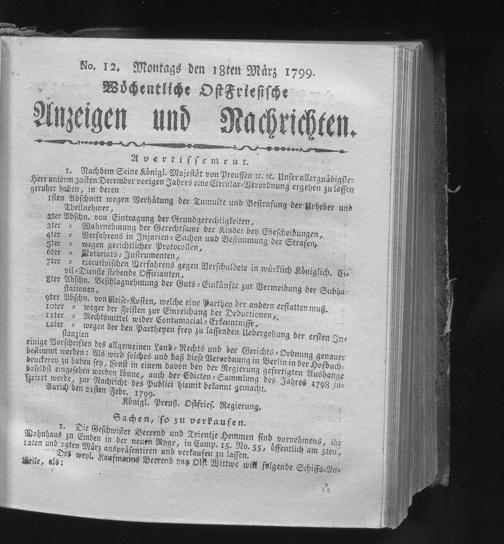 No. 12. Montags den 18ten März 1799.
Wöchentliche OstFriesische
Anzeigen und Nachrichten.
Avertissement.
1. Nachdem Seine Königl. Majestät von Preussen ꝛc. ꝛc. Unser allergnädigster
Herr unterm 30sten December vorigen Jahres eine Circular-Verordnung ergehen zu lassen
geruhet haben, in deren
1sten Abschnitt wegen Verhütung der Tumulte und Bestrafung der Urheber und
Theilnehmer,
2ter Abschn. von Eintragung der Grundgerechtigkeiten,
3ter = Wahrnehmung der Gerechtsame der Kinder bey Ehescheidungen,
4ter = Verfahrens in Injurien-Sachen und Bestimmung der Strafen,
5ter = wegen gerichtlicher Protocollen,
6ter = Notariats-Instrumenten,
7ter = executivischen Verfahrens gegen Verschuldete in würklich Königlich. Ci-
vil-Dienste stehende Officianten,
8ter Abschn. Beschlagnehmung der Guts-Einkünfte zur Vermeidung der Subha-
stationen,
9ter Abschn. von Reise-Kosten, welche eine Parthey der andern erstatten muß,
10ter = wegen der Fristen zur Einreichung der Deductionen,
11ter = Rechtsmittel wider Contumacial-Erkenntnisse,
12ter = wegen der den Partheyen frey zu lassenden Uebergehung der ersten In-
stanzien
einige Vorschriften des allgemeinen Land-Rechts und der Gerichts-Ordnung genauer
bestimmt werden: Als wird solches und daß diese Verordnung in Berlin in der Hofbuch-
druckerey zu haben sey, sonst in einem davon bey der Regierung gefertigten Aushange
daselbst eingesehen werden könne, auch der Edicten-Sammlung des Jahres 1798 in-
serirt werde, zur Nachricht des Publici hiemit bekannt gemacht.
Aurich den 21sten Febr. 1799.
Königl. Preuß. Ostfries. Regierung.
Sachen, so zu verkaufen.
1. Die Geschwister Beerend und Trientje Hemmen sind vornehmens, ihr
Wohnhaus zu Emden in der neuen Ryge, in Comp. 15. No. 55, öffentlich am 5ten,
12ten und 19ten März anspräsentiren und verkaufen zu lassen.
Des weyl. Kaufmanns Beerend van Olst Wittwe will folgende Schiffs-An-
theile, als: